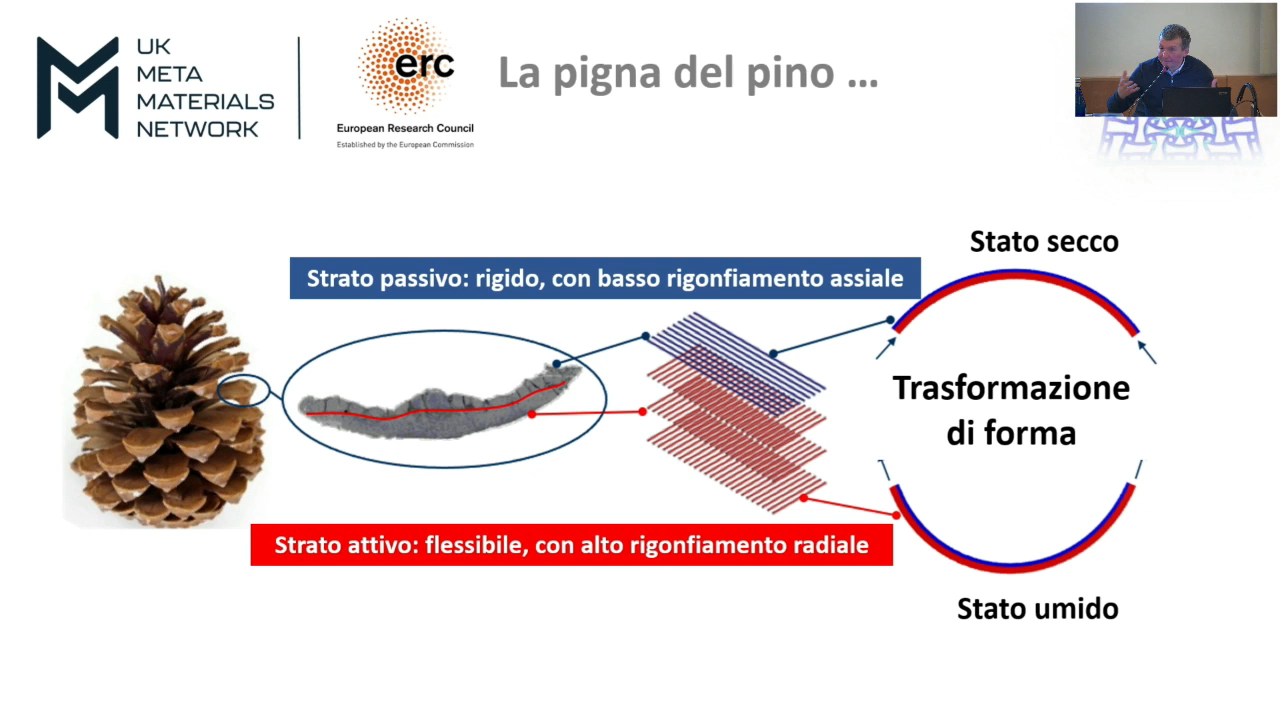 UK
META
MATERIALS
NETWORK
erc
European Research Council
Established by the European Commission
La pigna del pino ...
Stato secco
Strato passivo: rigido, con basso rigonfiamento assiale
Trasformazione
di forma
Strato attivo: flessibile, con alto rigonfiamento radiale
Stato umido